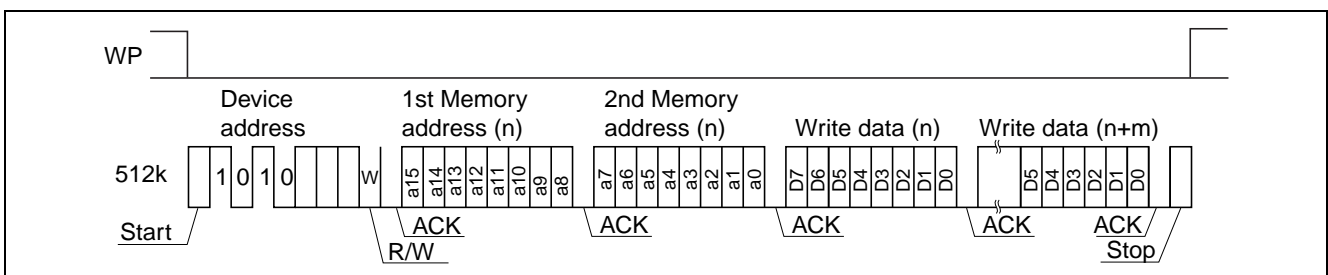 WP
Device
address
1st Memory
address (n)
2nd Memory
address (n)
Write data (n)
Write data (n+m)
512k
1 0 1 0
W
a15 a14 a13 a12 a11 a10 a9 a8
a7 a6 a5 a4 a3 a2 a1 a0
D7 D6 D5 D4 D3 D2 D1 D0
D5 D4 D3 D2 D1 D0
Start
R/W
ACK
ACK
ACK
ACK
ACK
Stop